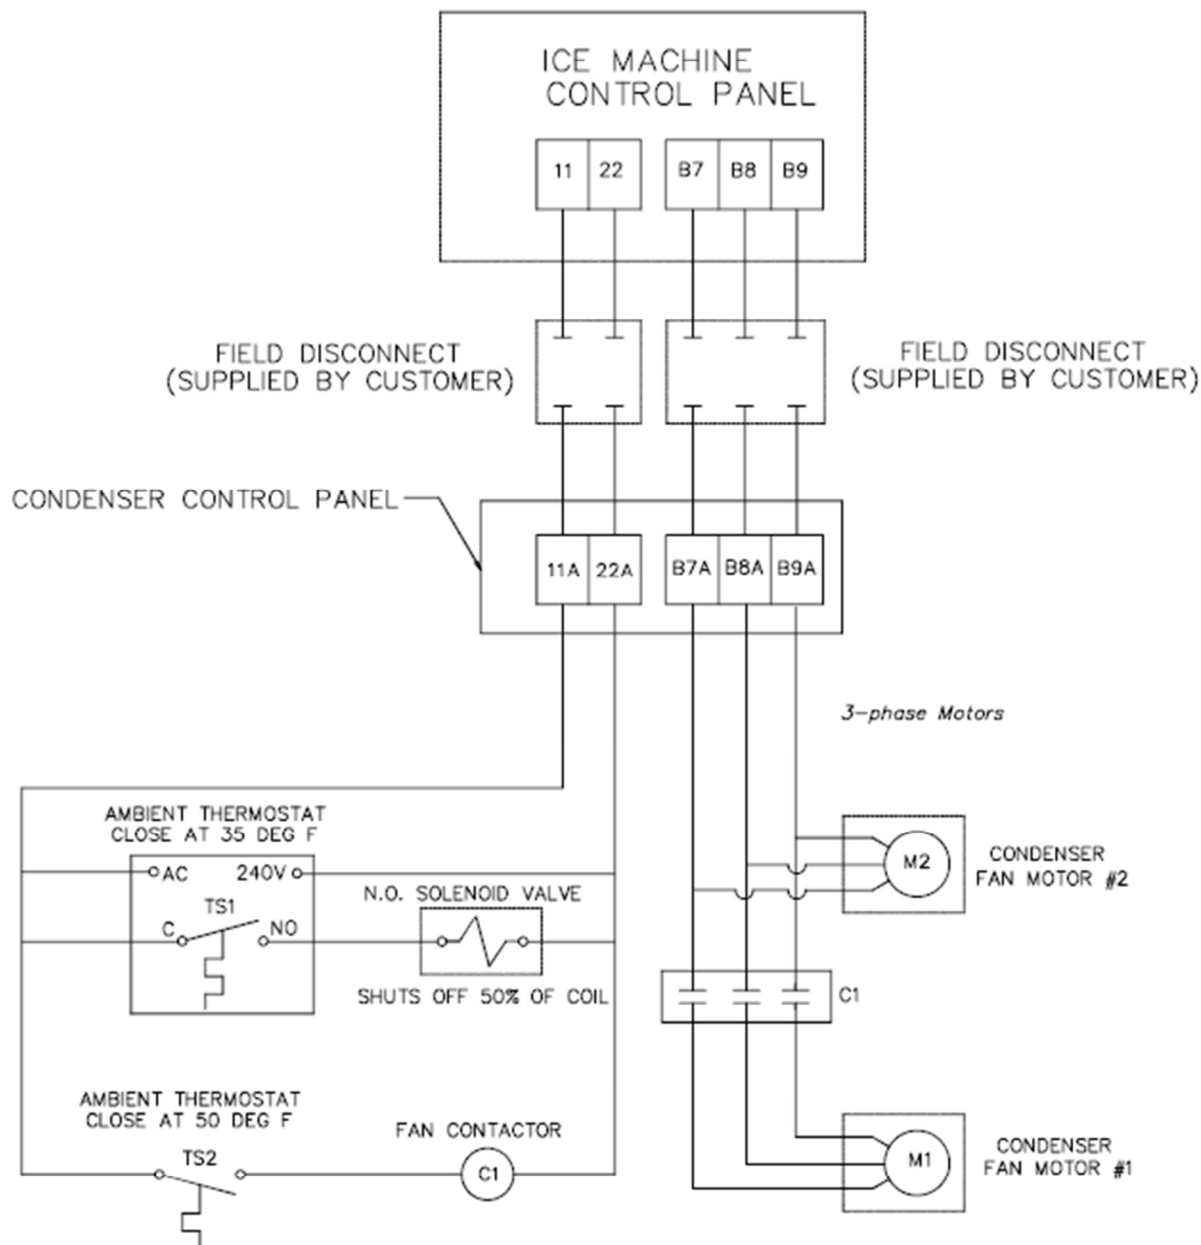 ICE MACHINE
CONTROL PANEL
11 22 B7 B8 B9
FIELD DISCONNECT
(SUPPLIED BY CUSTOMER)
FIELD DISCONNECT
(SUPPLIED BY CUSTOMER)
CONDENSER CONTROL PANEL
11A 22A B7A B8A B9A
3-phase Motors
AMBIENT THERMOSTAT
CLOSE AT 35 DEG F
AC 240V
TS1
C NO
N.O. SOLENOID VALVE
SHUTS OFF 50% OF COIL
M2
CONDENSER
FAN MOTOR #2
C1
AMBIENT THERMOSTAT
CLOSE AT 50 DEG F
TS2
FAN CONTACTOR
C1
M1
CONDENSER
FAN MOTOR #1